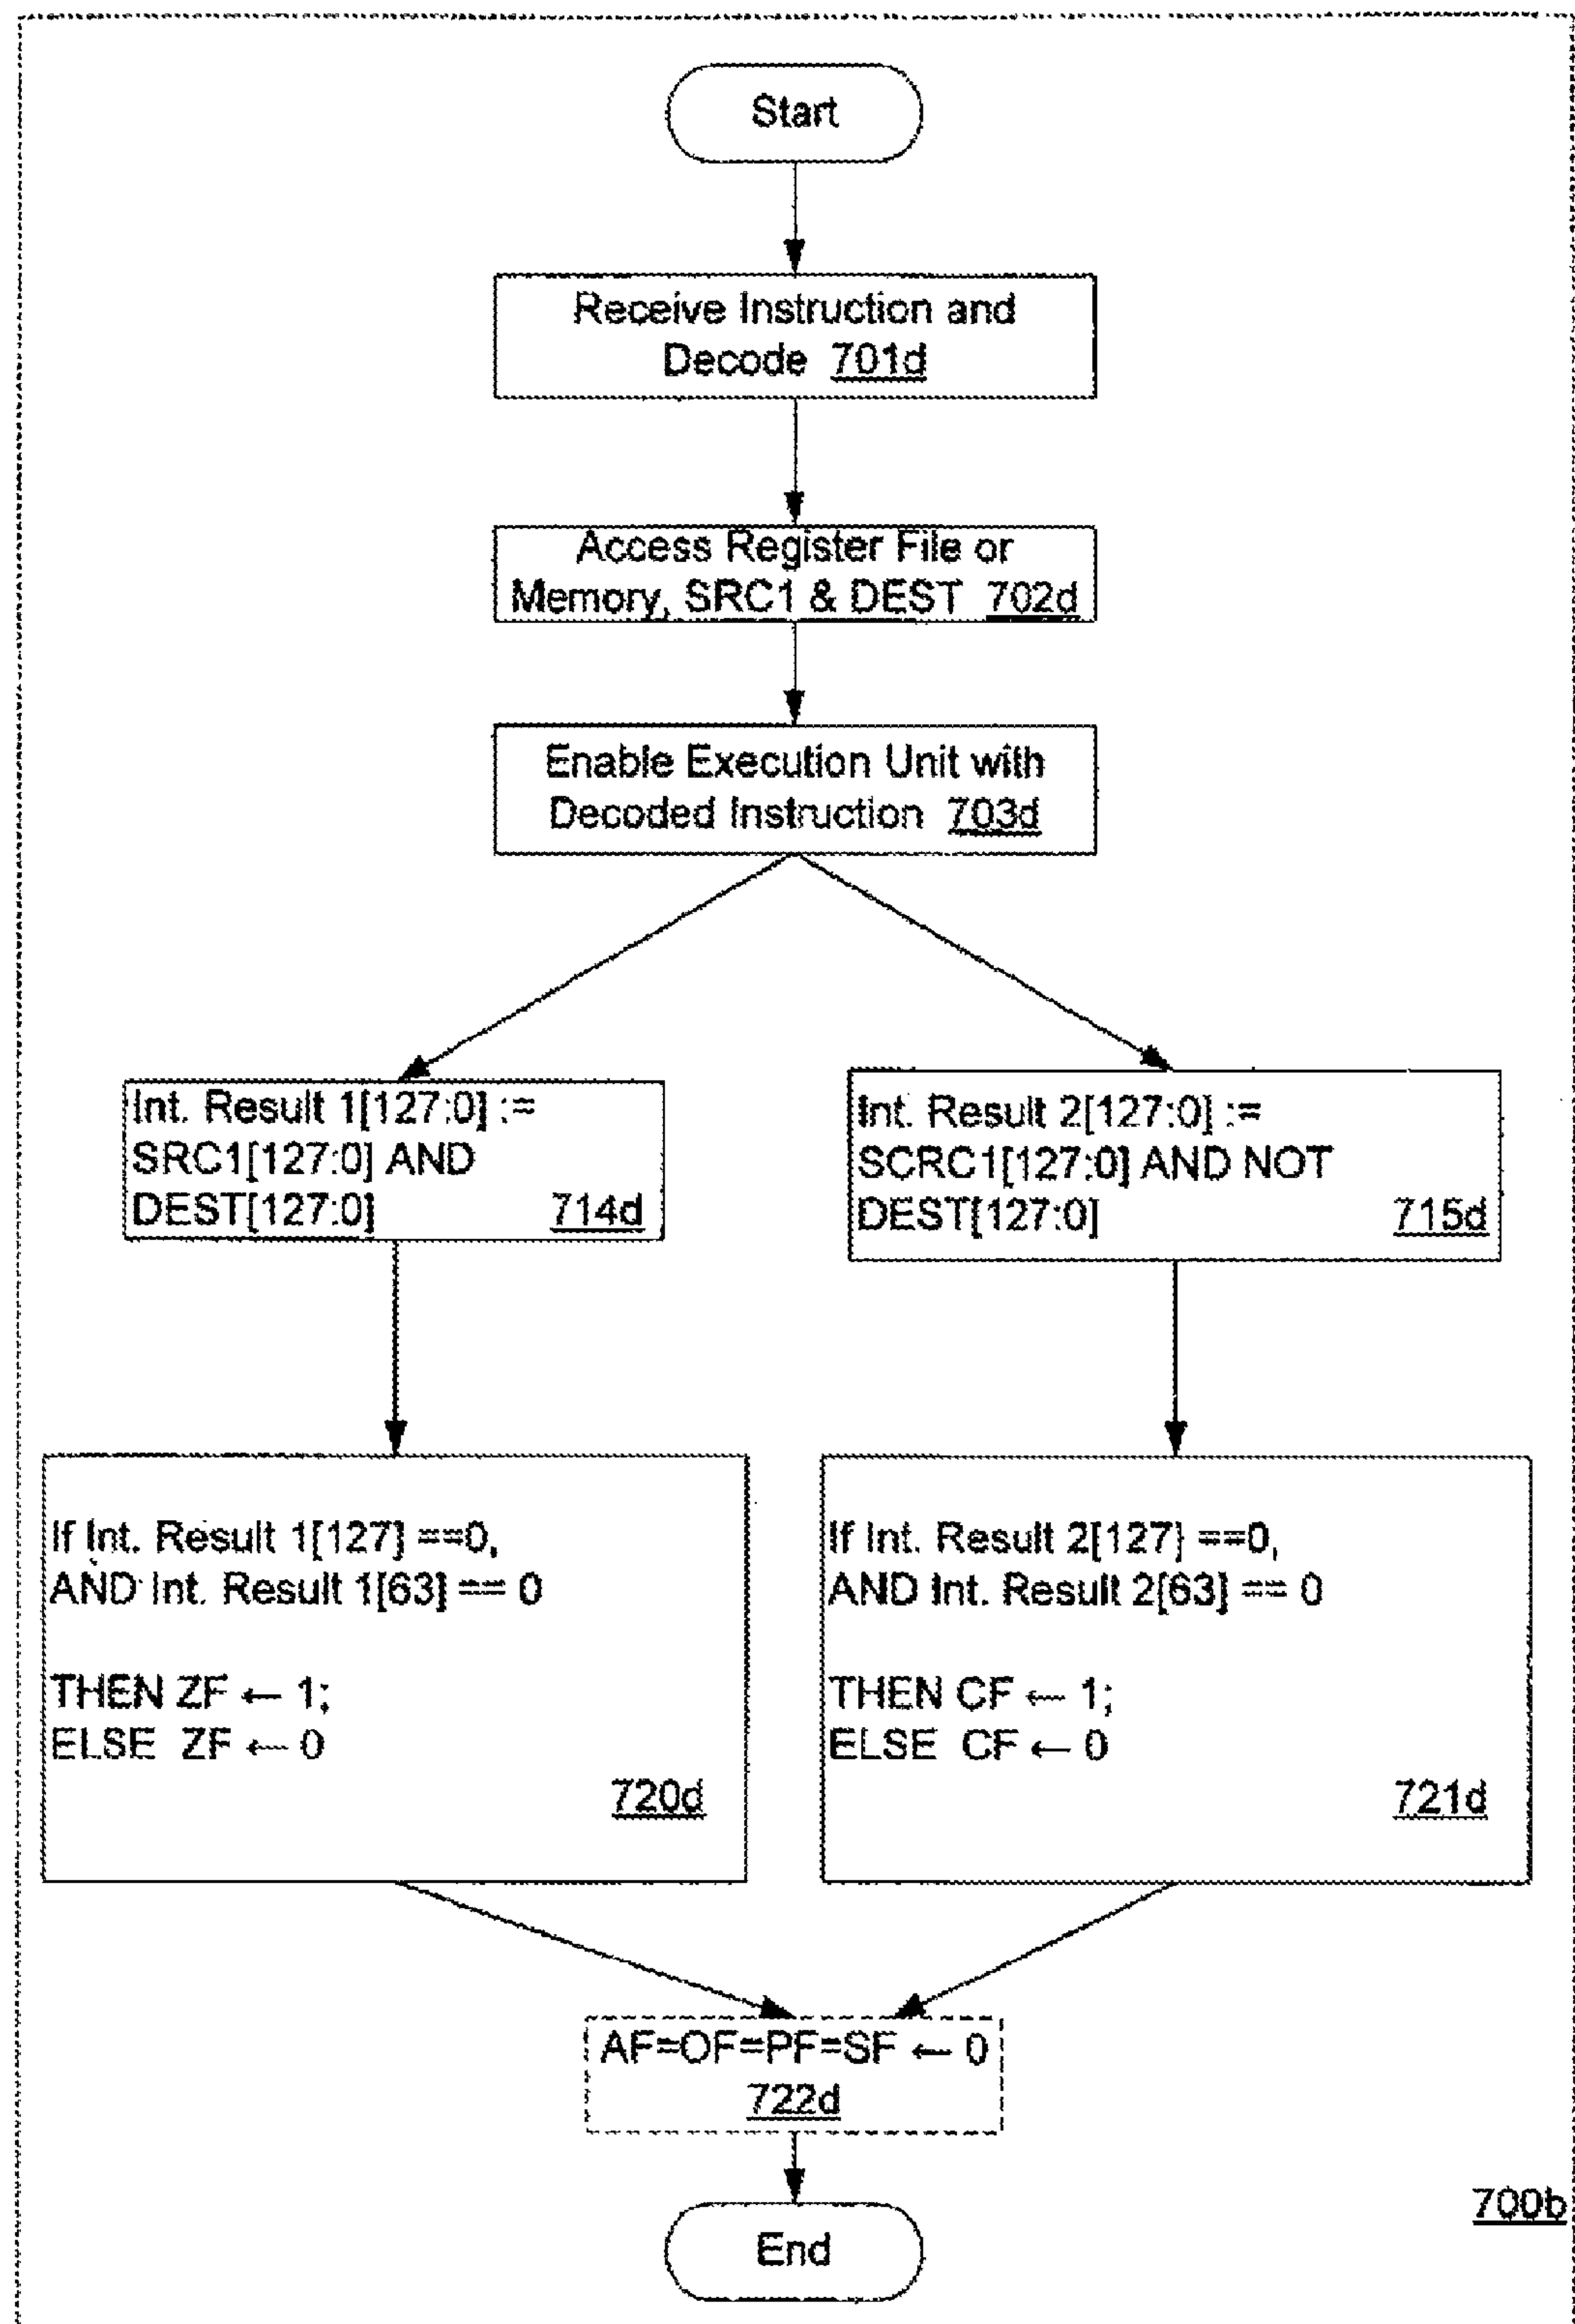 Start
Receive Instruction and
Decode 701d
Access Register File or
Memory, SRC1 & DEST 702d
Enable Execution Unit with
Decoded Instruction 703d
Int. Result 1[127:0] :=
SRC1[127:0] AND
DEST[127:0] 714d
Int. Result 2[127:0] :=
SCRC1[127:0] AND NOT
DEST[127:0] 715d
If Int. Result 1[127] ==0,
AND Int. Result 1[63] == 0
THEN ZF ← 1;
ELSE ZF ← 0
720d
If Int. Result 2[127] ==0,
AND Int. Result 2[63] == 0
THEN CF ← 1;
ELSE CF ← 0
721d
AF=OF=PF=SF ← 0
722d
End
700b